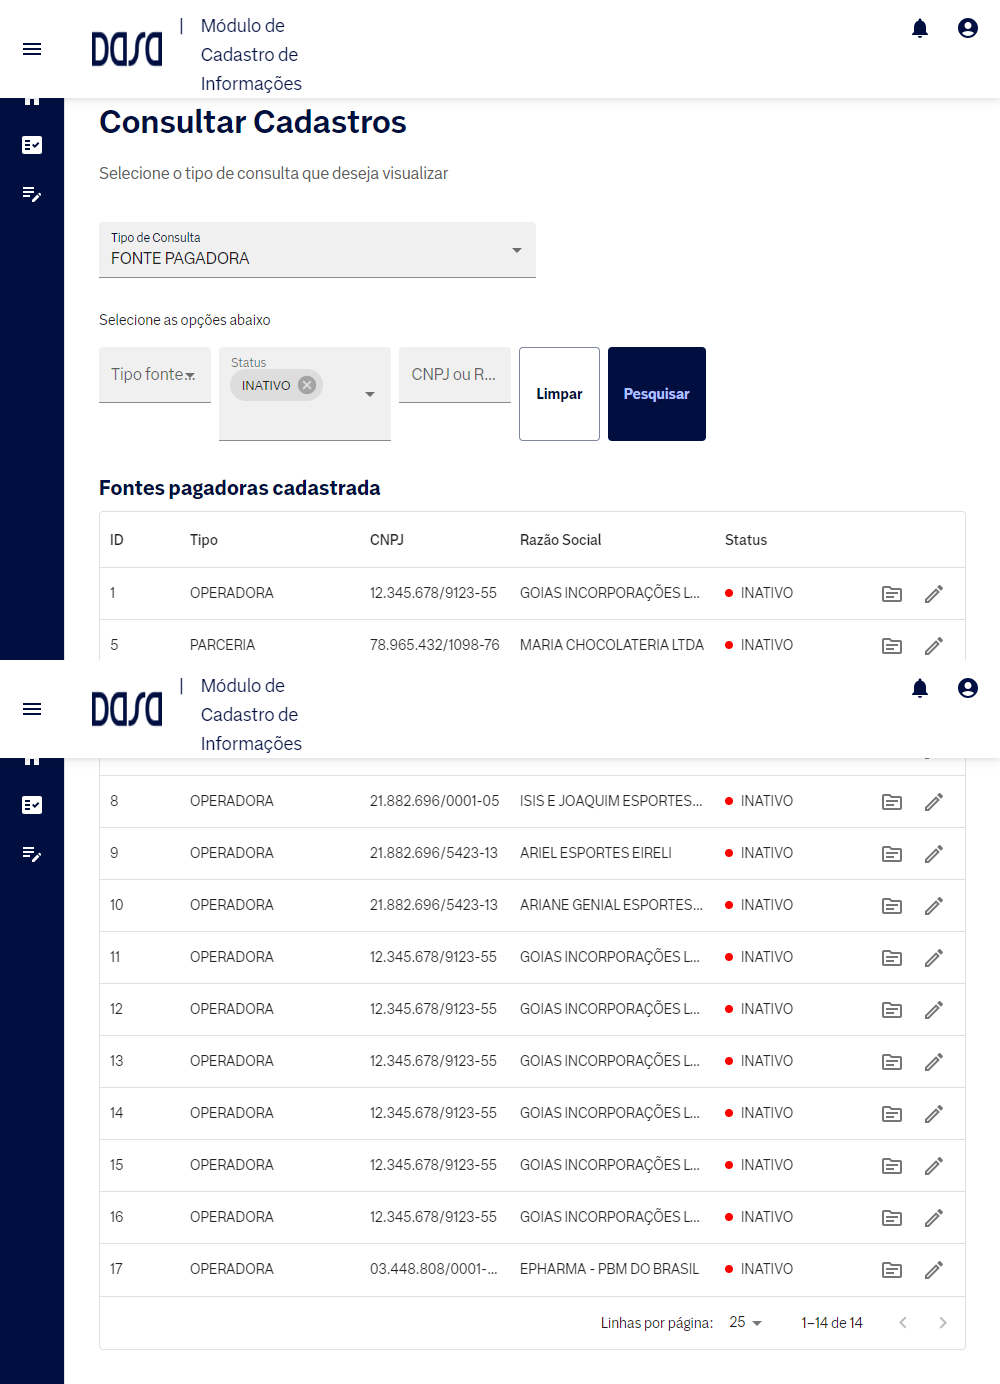 Dasa | Módulo de
Cadastro de
Informações
Consultar Cadastros
Selecione o tipo de consulta que deseja visualizar
Tipo de Consulta
FONTE PAGADORA
Selecione as opções abaixo
Tipo fonte... Status INATIVO CNPJ ou R... Limpar Pesquisar
Fontes pagadoras cadastrada
ID Tipo CNPJ Razão Social Status
1 OPERADORA 12.345.678/9123-55 GOIAS INCORPORAÇÕES L... INATIVO
5 PARCERIA 78.965.432/1098-76 MARIA CHOCOLATERIA LTDA INATIVO
Dasa | Módulo de
Cadastro de
Informações
8 OPERADORA 21.882.696/0001-05 ISIS E JOAQUIM ESPORTES... INATIVO
9 OPERADORA 21.882.696/5423-13 ARIEL ESPORTES EIRELI INATIVO
10 OPERADORA 21.882.696/5423-13 ARIANE GENIAL ESPORTES... INATIVO
11 OPERADORA 12.345.678/9123-55 GOIAS INCORPORAÇÕES L... INATIVO
12 OPERADORA 12.345.678/9123-55 GOIAS INCORPORAÇÕES L... INATIVO
13 OPERADORA 12.345.678/9123-55 GOIAS INCORPORAÇÕES L... INATIVO
14 OPERADORA 12.345.678/9123-55 GOIAS INCORPORAÇÕES L... INATIVO
15 OPERADORA 12.345.678/9123-55 GOIAS INCORPORAÇÕES L... INATIVO
16 OPERADORA 12.345.678/9123-55 GOIAS INCORPORAÇÕES L... INATIVO
17 OPERADORA 03.448.808/0001-... EPHARMA - PBM DO BRASIL INATIVO
Linhas por página: 25 1–14 de 14